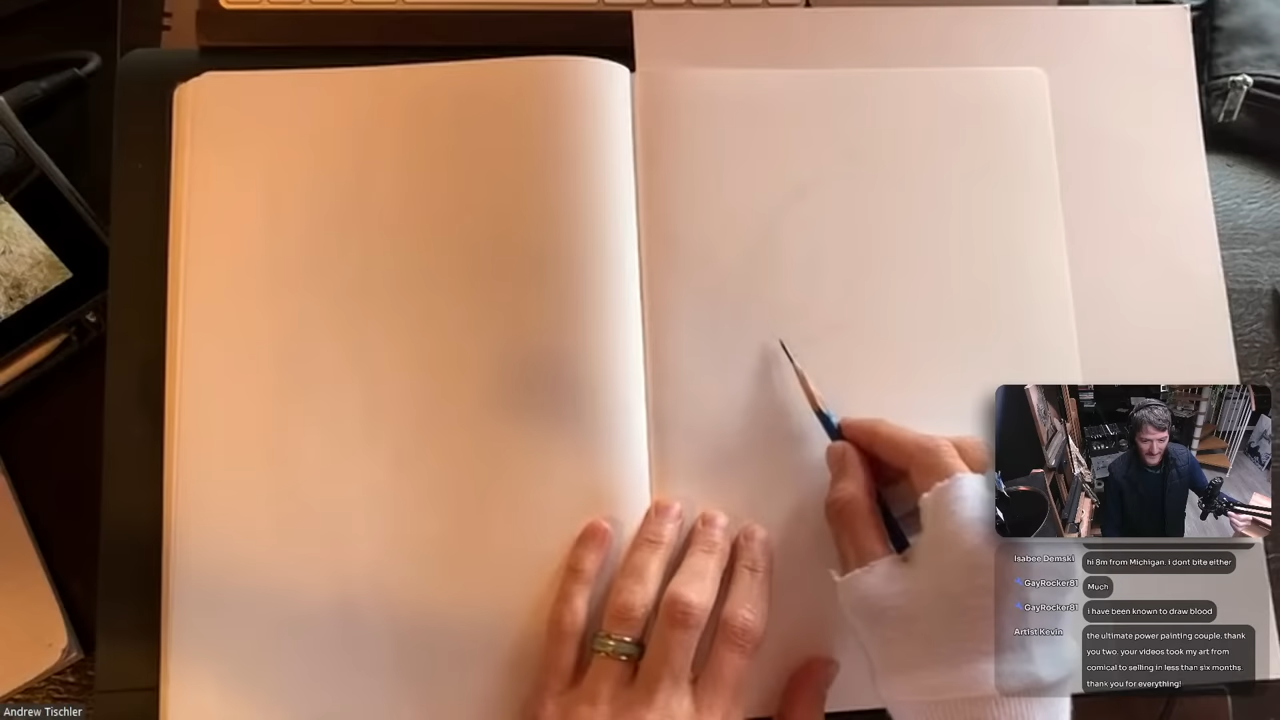 Isabee Demski
hi 8m from Michigan. i dont bite either
GayRocker81
Much
GayRocker81
i have been known to draw blood
Artist Kevin
the ultimate power painting couple. thank
you two. your videos took my art from
comical to selling in less than six months.
thank you for everything!
Andrew Tischler